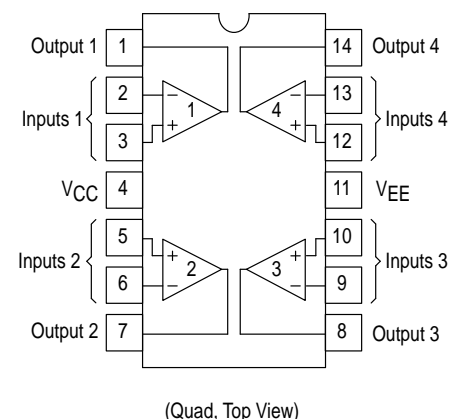 Output 1 1 14 Output 4
2 − − 13
Inputs 1 1 4 Inputs 4
3 + + 12
VCC 4 11 VEE
5 + + 10
Inputs 2 2 3 Inputs 3
6 − − 9
Output 2 7 8 Output 3
(Quad, Top View)